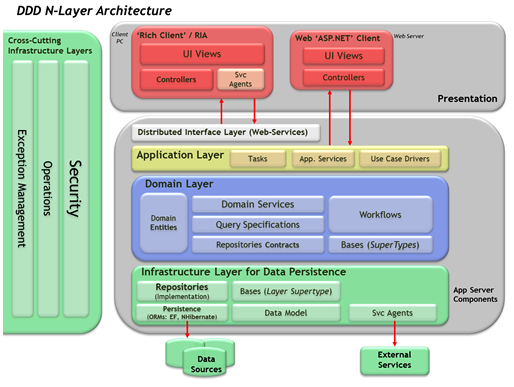 DDD N-Layer Architecture
Cross-Cutting
Infrastructure Layers
Exception Management
Operations
Security
Client
PC
'Rich Client' / RIA
UI Views
Controllers
Svc
Agents
Web 'ASP.NET' Client
UI Views
Controllers
Web Server
Presentation
Distributed Interface Layer (Web-Services)
Application Layer
Tasks
App. Services
Use Case Drivers
Domain Layer
Domain
Entities
Domain Services
Query Specifications
Repositories Contracts
Workflows
Bases (SuperTypes)
Infrastructure Layer for Data Persistence
Repositories
(Implementation)
Bases (Layer Supertype)
Persistence
(ORMs: EF, NHibernate)
Data Model
Svc Agents
App Server
Components
Data
Sources
External
Services